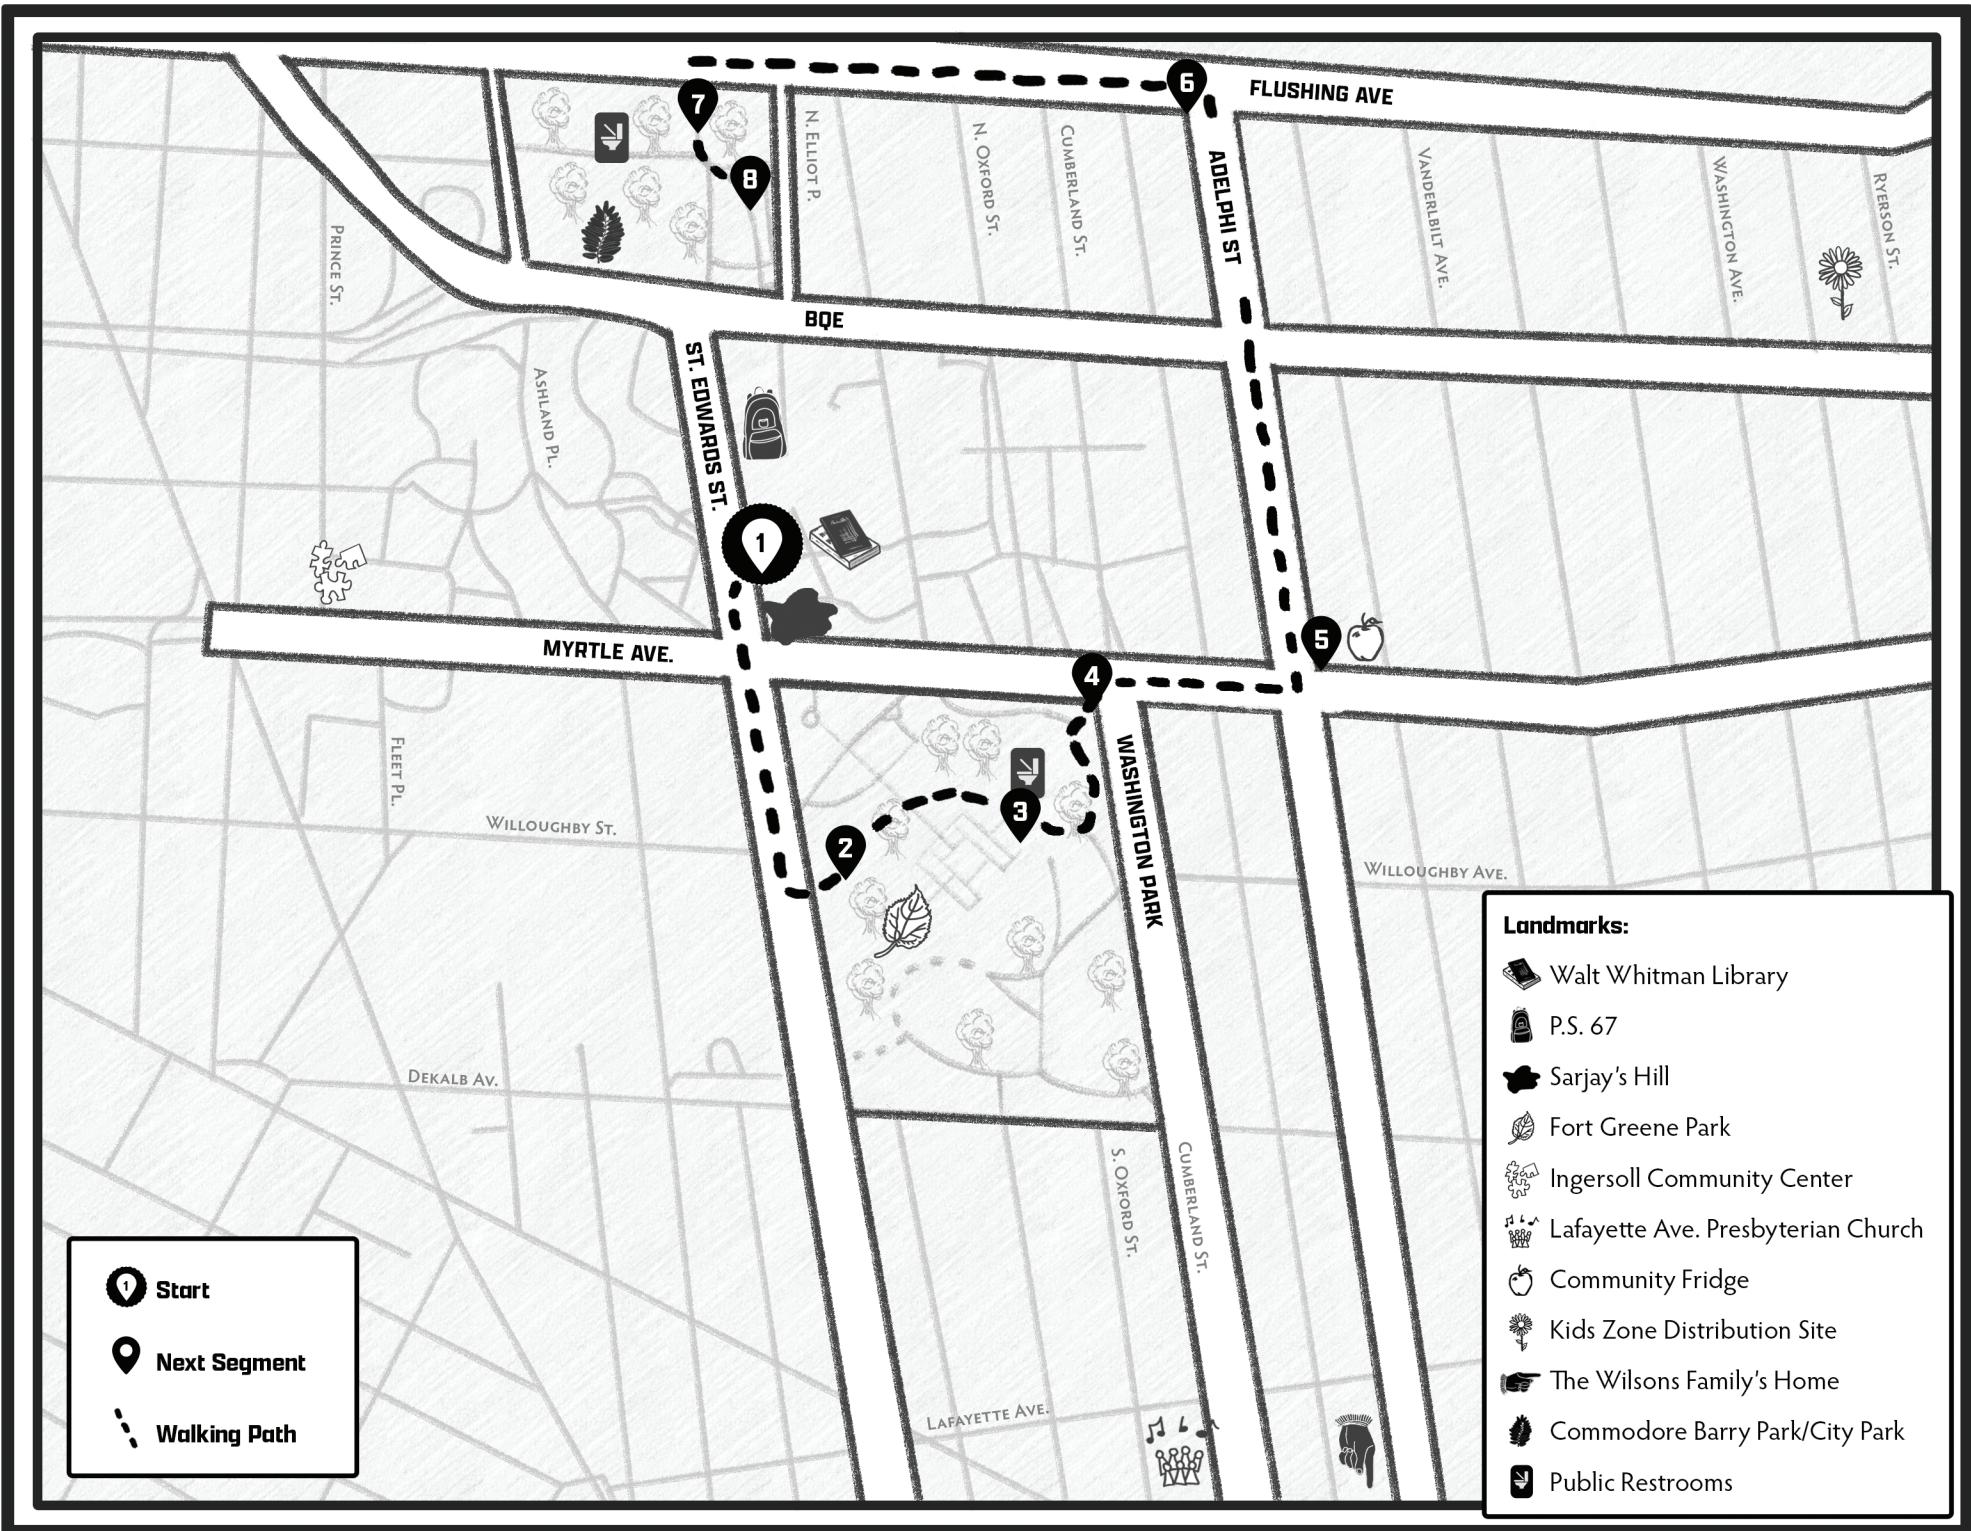 FLUSHING AVE
7
6
8
N. ELLIOT P.
N. OXFORD ST.
CUMBERLAND ST.
ADELPHI ST
VANDERLBILT AVE.
WASHINGTON AVE.
RYERSON ST.
PRINCE ST.
BQE
ST. EDWARDS ST.
ASHLAND PL.
1
MYRTLE AVE.
5
4
FLEET PL.
WASHINGTON PARK
3
2
WILLOUGHBY ST.
WILLOUGHBY AVE.
DEKALB AV.
S. OXFORD ST.
CUMBERLAND ST.
LAFAYETTE AVE.
1 Start
Next Segment
Walking Path
Landmarks:
Walt Whitman Library
P.S. 67
Sarjay's Hill
Fort Greene Park
Ingersoll Community Center
Lafayette Ave. Presbyterian Church
Community Fridge
Kids Zone Distribution Site
The Wilsons Family's Home
Commodore Barry Park/City Park
Public Restrooms